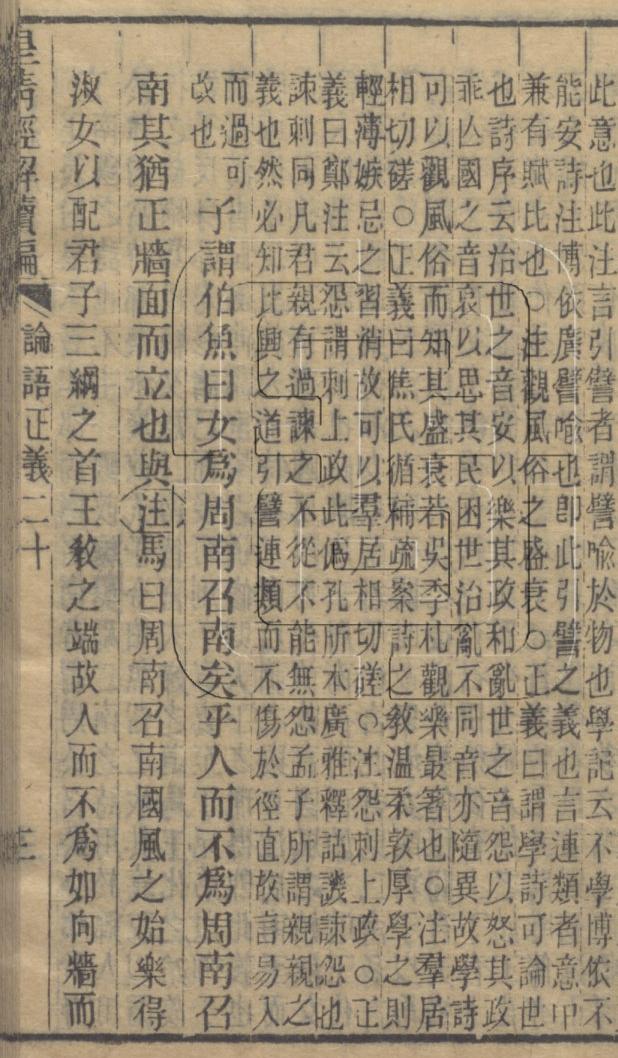 此意也此注言引譬者謂譬喻於物也學記云不學博依不
能安詩注博依廣譬喻也卽此引譬之義也言連類者意中
兼有賦比也○注觀風俗之盛衰○正義曰謂學詩可論世
也詩序云治世之音安以樂其政和亂世之音怨以怒其政
乖亾國之音哀以思其民困世治亂不同音亦隨異故學詩
可以觀風俗而知其盛衰若吳季札觀樂最著也○注羣居
相切磋○正義曰焦氏循補疏案詩之敎溫柔敦厚學之則
輕薄嫉忌之習消故可以羣居相切磋○注怨刺上政○正
義曰鄭注云怨謂刺上政此僞孔所本廣雅釋詁譏諫怨也
諫刺同凡君親有過諫之不從不能無怨孟子所謂親親之
義也然必知比興之道引譬連類而不傷於徑直故言易入
而過可
改也
子謂伯魚曰女爲周南召南矣乎人而不爲周南召
南其猶正牆面而立也與注馬曰周南召南國風之始樂得
淑女以配君子三綱之首王敎之端故人而不爲如向牆而
皇淸經解續編
論語正義二十
三